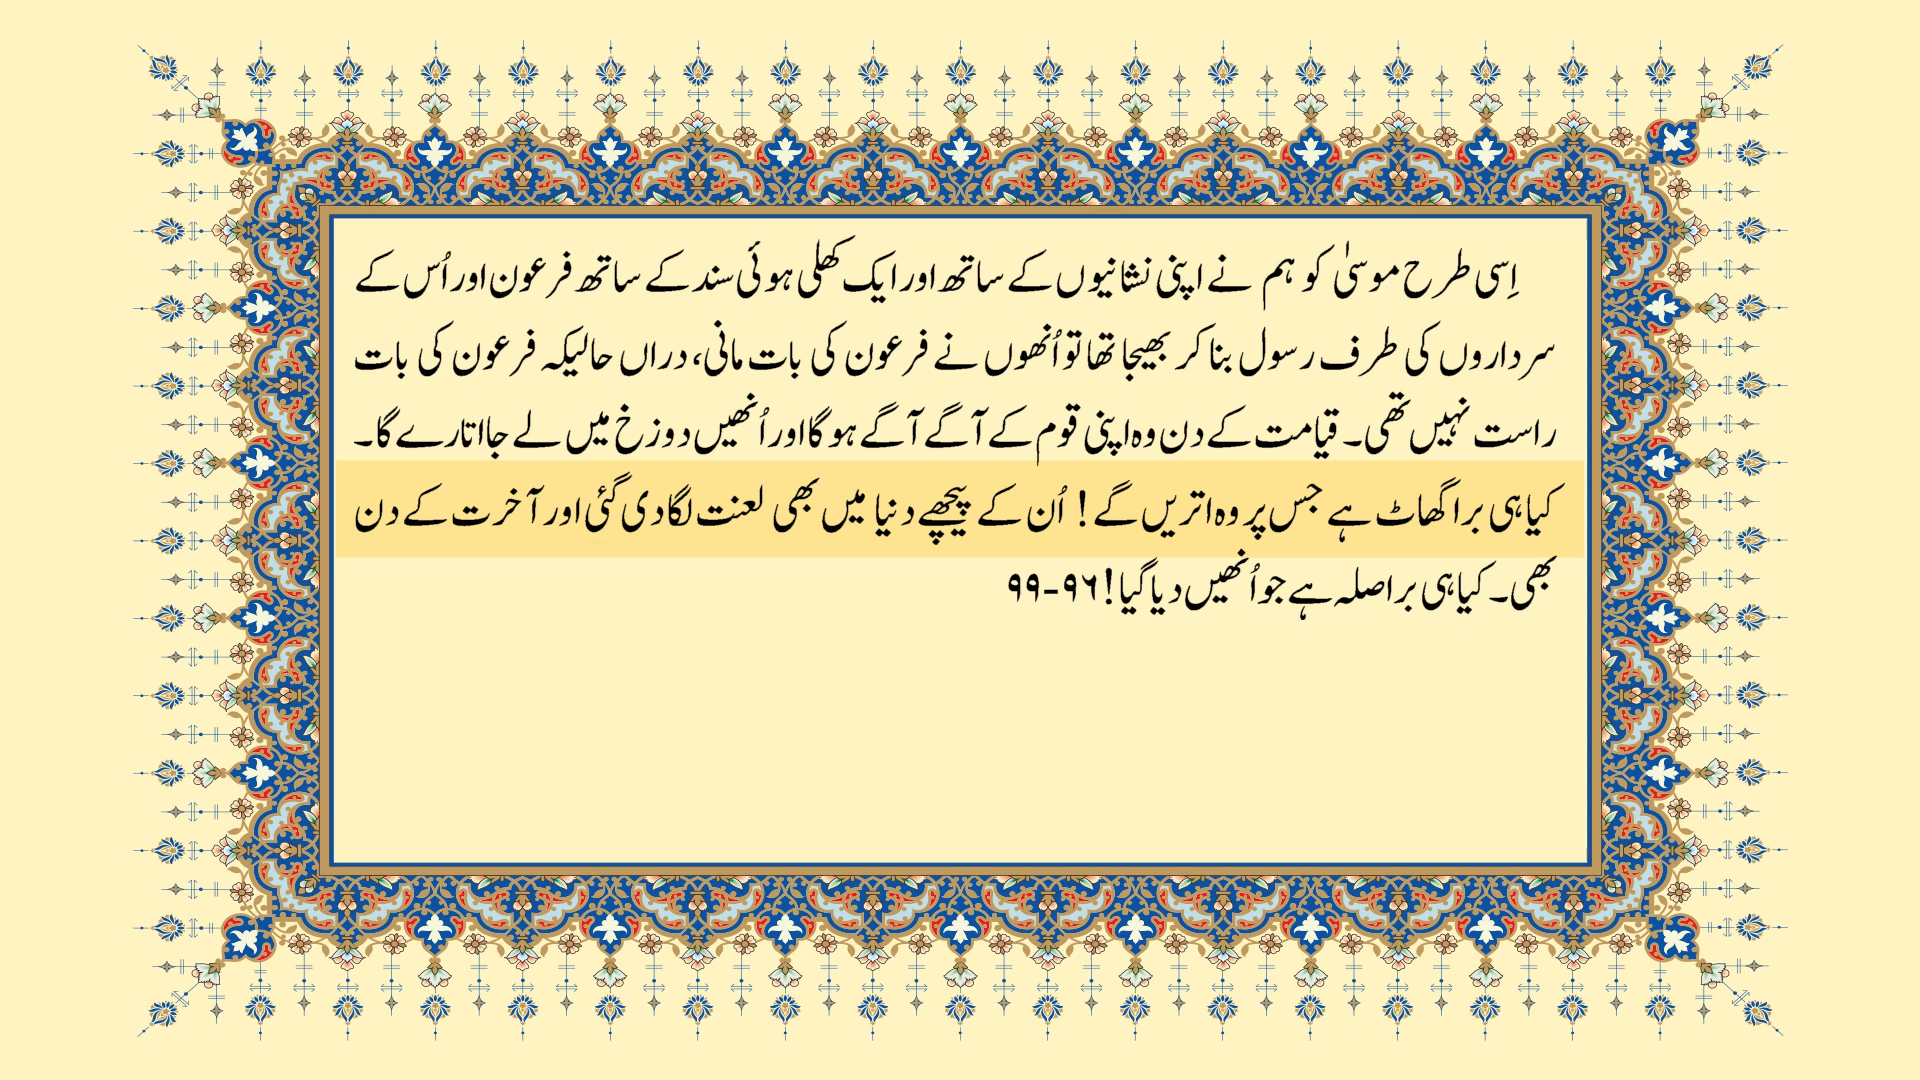 اِسی طرح موسیٰ کو ہم نے اپنی نشانیوں کے ساتھ اور ایک کھلی ہوئی سند کے ساتھ فرعون اور اُس کے
سرداروں کی طرف رسول بنا کر بھیجا تھا تو اُنھوں نے فرعون کی بات مانی، دراں حالیکہ فرعون کی بات
راست نہیں تھی۔ قیامت کے دن وہ اپنی قوم کے آگے آگے ہو گا اور اُنھیں دوزخ میں لے جا اتارے گا۔
کیا ہی برا گھاٹ ہے جس پر وہ اتریں گے! اُن کے پیچھے دنیا میں بھی لعنت لگا دی گئی اور آخرت کے دن
بھی۔ کیا ہی برا صلہ ہے جو اُنھیں دیا گیا! ۹۶-۹۹